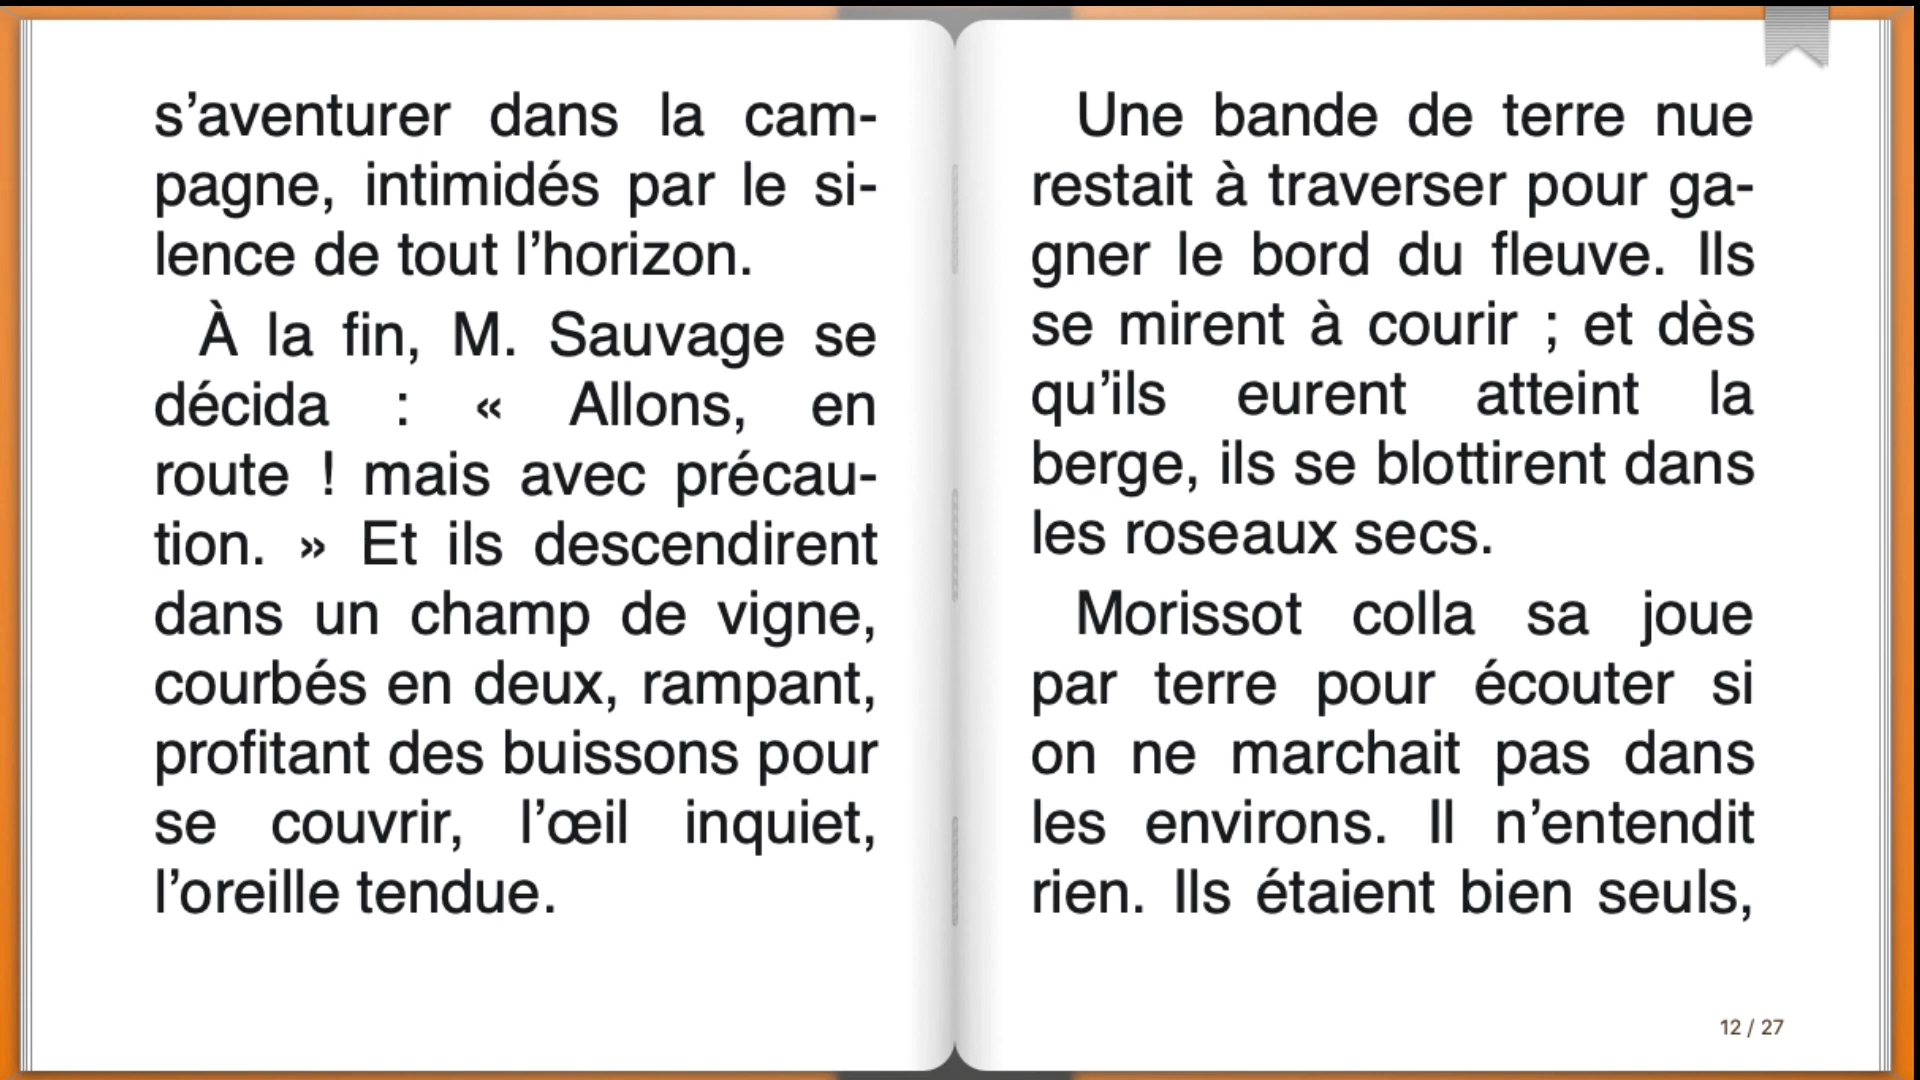 s’aventurer dans la cam-
pagne, intimidés par le si-
lence de tout l’horizon.
À la fin, M. Sauvage se
décida : « Allons, en
route ! mais avec précau-
tion. » Et ils descendirent
dans un champ de vigne,
courbés en deux, rampant,
profitant des buissons pour
se couvrir, l’œil inquiet,
l’oreille tendue.
Une bande de terre nue
restait à traverser pour ga-
gner le bord du fleuve. Ils
se mirent à courir ; et dès
qu’ils eurent atteint la
berge, ils se blottirent dans
les roseaux secs.
Morissot colla sa joue
par terre pour écouter si
on ne marchait pas dans
les environs. Il n’entendit
rien. Ils étaient bien seuls,
12 / 27